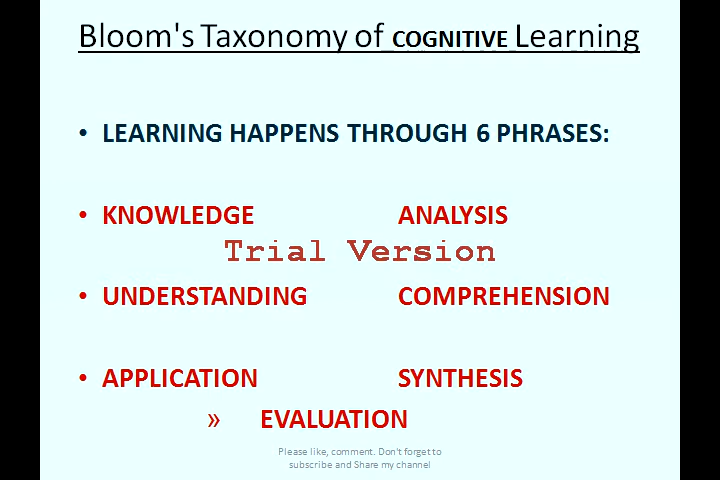 Bloom's Taxonomy of COGNITIVE Learning
• LEARNING HAPPENS THROUGH 6 PHRASES:
• KNOWLEDGE ANALYSIS
Trial Version
• UNDERSTANDING COMPREHENSION
• APPLICATION SYNTHESIS
» EVALUATION
Please like, comment. Don't forget to
subscribe and Share my channel